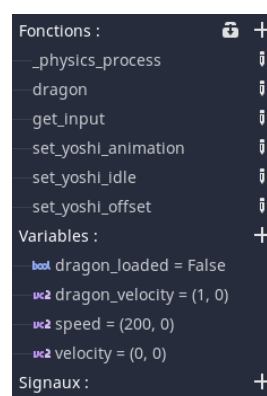 Fonctions :
_physics_process
dragon
get_input
set_yoshi_animation
set_yoshi_idle
set_yoshi_offset
Variables :
bool dragon_loaded = False
vc2 dragon_velocity = (1, 0)
vc2 speed = (200, 0)
vc2 velocity = (0, 0)
Signaux :